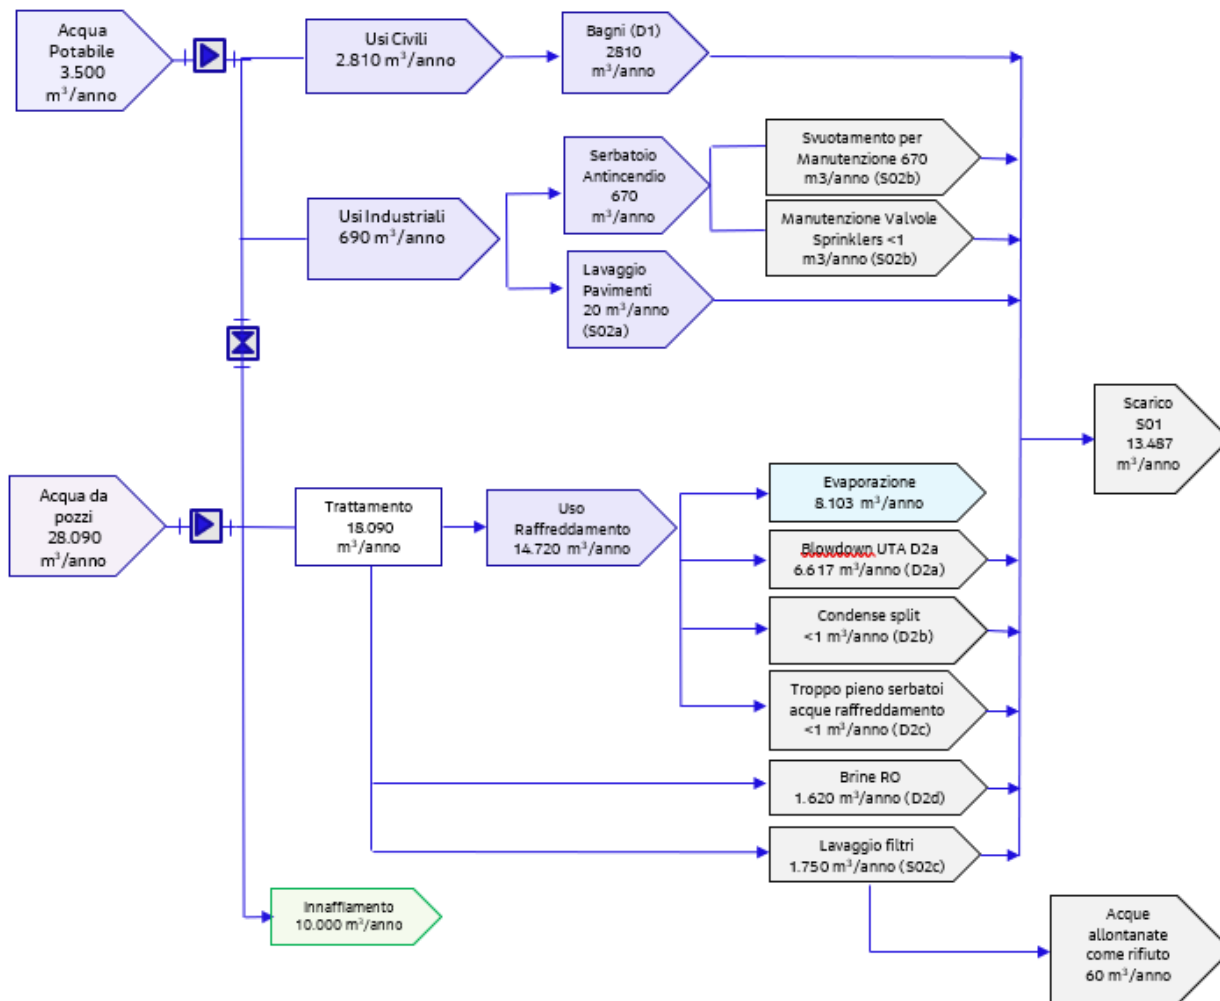 Acqua
Potabile
3.500
m³/anno
Usi Civili
2.810 m³/anno
Bagni (D1)
2810
m³/anno
Usi Industriali
690 m³/anno
Serbatoio
Antincendio
670
m³/anno
Svuotamento per
Manutenzione 670
m3/anno (S02b)
Manutenzione Valvole
Sprinklers <1
m3/anno (S02b)
Lavaggio
Pavimenti
20 m³/anno
(S02a)
Scarico
S01
13.487
m³/anno
Acqua da
pozzi
28.090
m³/anno
Trattamento
18.090
m³/anno
Uso
Raffreddamento
14.720 m³/anno
Evaporazione
8.103 m³/anno
Blowdown UTA D2a
6.617 m³/anno (D2a)
Condense split
<1 m³/anno (D2b)
Troppo pieno serbatoi
acque raffreddamento
<1 m³/anno (D2c)
Brine RO
1.620 m³/anno (D2d)
Lavaggio filtri
1.750 m³/anno (S02c)
Innaffiamento
10.000 m³/anno
Acque
allontanate
come rifiuto
60 m³/anno